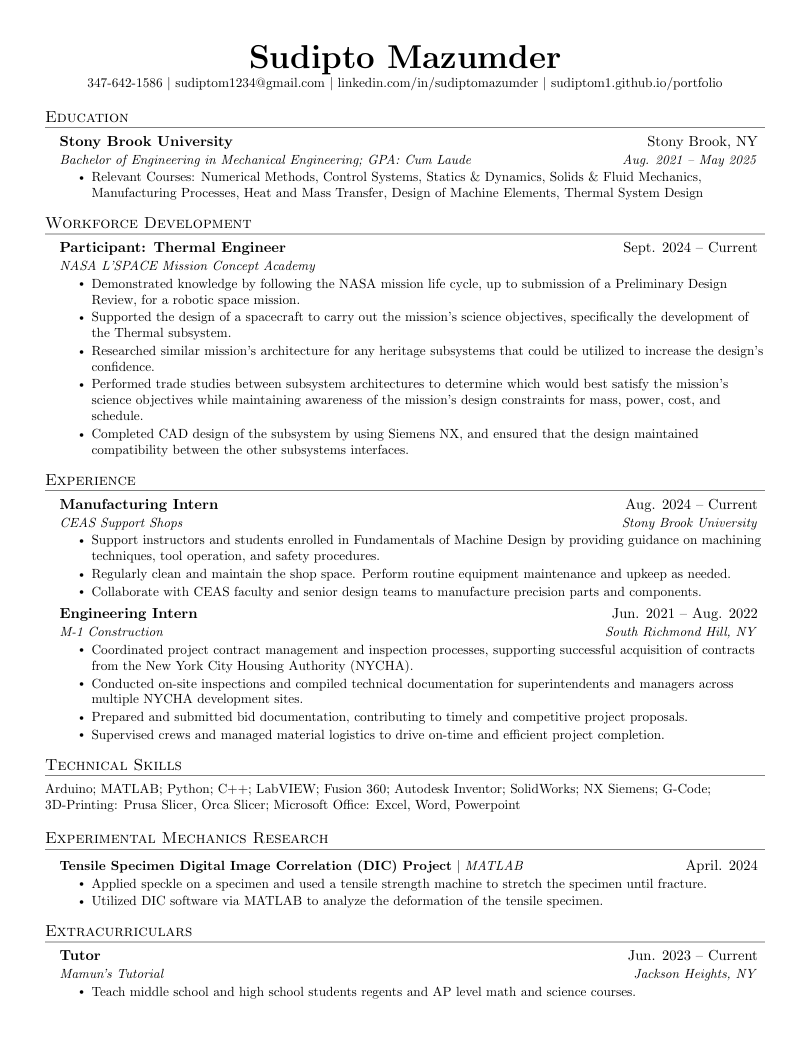 Sudipto Mazumder
347-642-1586 | sudiptom1234@gmail.com | linkedin.com/in/sudiptomazumder | sudiptom1.github.io/portfolio
Education
Stony Brook University Stony Brook, NY
Bachelor of Engineering in Mechanical Engineering; GPA: Cum Laude Aug. 2021 – May 2025
• Relevant Courses: Numerical Methods, Control Systems, Statics & Dynamics, Solids & Fluid Mechanics,
Manufacturing Processes, Heat and Mass Transfer, Design of Machine Elements, Thermal System Design
Workforce Development
Participant: Thermal Engineer Sept. 2024 – Current
NASA L'SPACE Mission Concept Academy
• Demonstrated knowledge by following the NASA mission life cycle, up to submission of a Preliminary Design
Review, for a robotic space mission.
• Supported the design of a spacecraft to carry out the mission's science objectives, specifically the development of
the Thermal subsystem.
• Researched similar mission's architecture for any heritage subsystems that could be utilized to increase the design's
confidence.
• Performed trade studies between subsystem architectures to determine which would best satisfy the mission's
science objectives while maintaining awareness of the mission's design constraints for mass, power, cost, and
schedule.
• Completed CAD design of the subsystem by using Siemens NX, and ensured that the design maintained
compatibility between the other subsystems interfaces.
Experience
Manufacturing Intern Aug. 2024 – Current
CEAS Support Shops Stony Brook University
• Support instructors and students enrolled in Fundamentals of Machine Design by providing guidance on machining
techniques, tool operation, and safety procedures.
• Regularly clean and maintain the shop space. Perform routine equipment maintenance and upkeep as needed.
• Collaborate with CEAS faculty and senior design teams to manufacture precision parts and components.
Engineering Intern Jun. 2021 – Aug. 2022
M-1 Construction South Richmond Hill, NY
• Coordinated project contract management and inspection processes, supporting successful acquisition of contracts
from the New York City Housing Authority (NYCHA).
• Conducted on-site inspections and compiled technical documentation for superintendents and managers across
multiple NYCHA development sites.
• Prepared and submitted bid documentation, contributing to timely and competitive project proposals.
• Supervised crews and managed material logistics to drive on-time and efficient project completion.
Technical Skills
Arduino; MATLAB; Python; C++; LabVIEW; Fusion 360; Autodesk Inventor; SolidWorks; NX Siemens; G-Code;
3D-Printing: Prusa Slicer, Orca Slicer; Microsoft Office: Excel, Word, Powerpoint
Experimental Mechanics Research
Tensile Specimen Digital Image Correlation (DIC) Project | MATLAB April. 2024
• Applied speckle on a specimen and used a tensile strength machine to stretch the specimen until fracture.
• Utilized DIC software via MATLAB to analyze the deformation of the tensile specimen.
Extracurriculars
Tutor Jun. 2023 – Current
Mamun's Tutorial Jackson Heights, NY
• Teach middle school and high school students regents and AP level math and science courses.